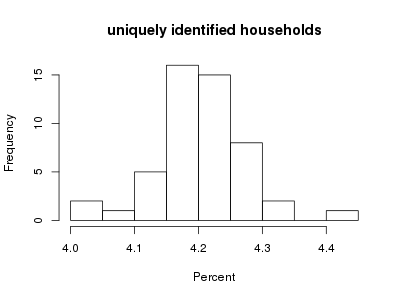 uniquely identified households
Frequency
15
10
5
0
4.0 4.1 4.2 4.3 4.4
Percent